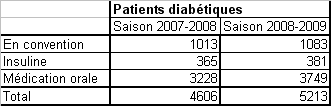 Patients diabétiques
Saison 2007-2008 Saison 2008-2009
En convention 1013 1083
Insuline 365 381
Médication orale 3228 3749
Total 4606 5213